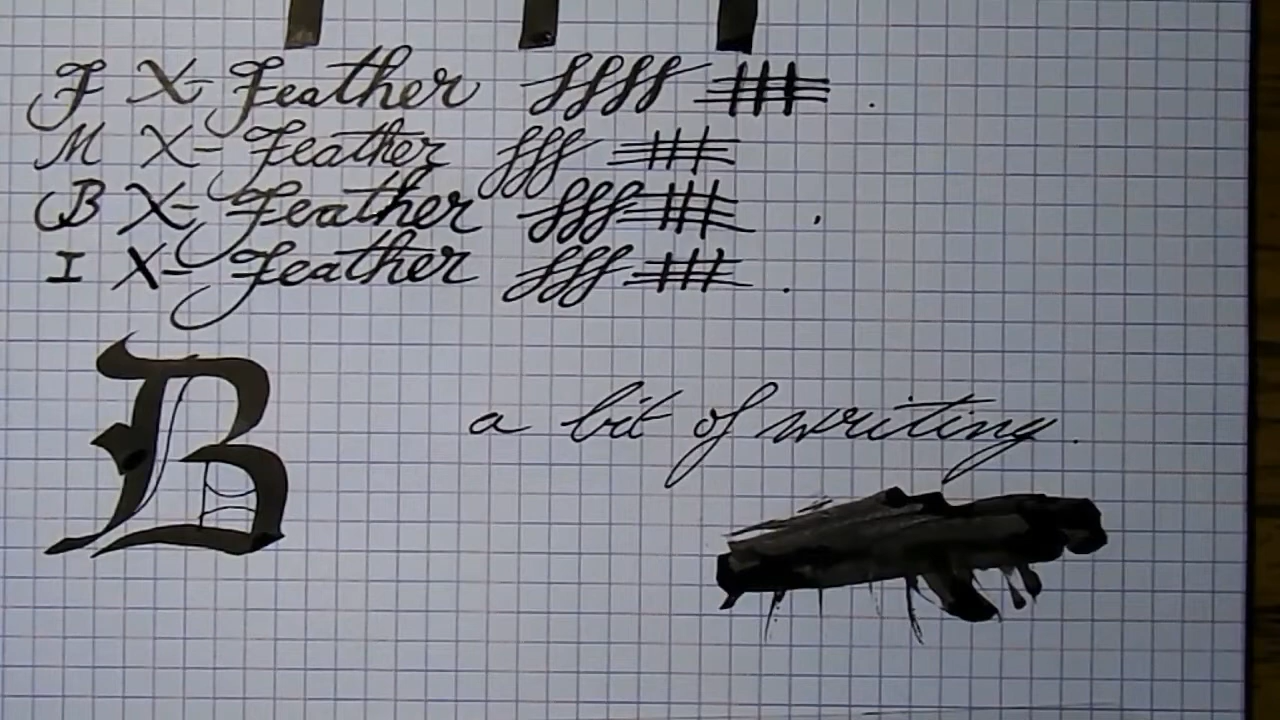 F X-Feather
M X-Feather
B X-Feather
I X-Feather
B
a bit of writing.